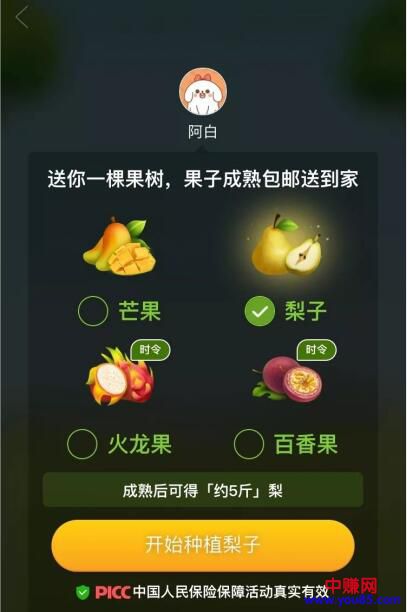 阿白
送你一棵果树，果子成熟包邮送到家
芒果
梨子
时令
时令
火龙果
百香果
成熟后可得「约5斤」梨
开始种植梨子
PICC 中国人民保险保障活动真实有效
中赚网
www.you85.com